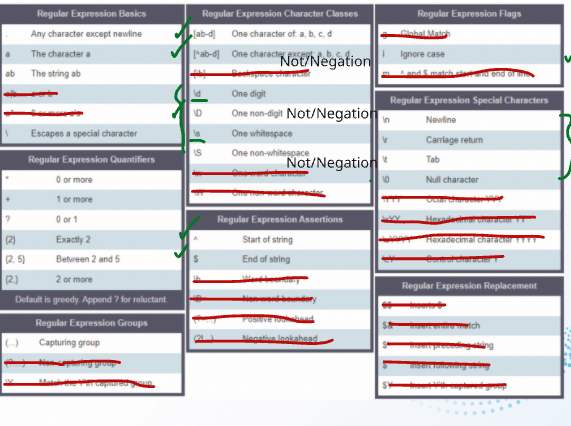 Regular Expression Basics
. Any character except newline
a The character a
ab The string ab
a|b a or b
a* 0 or more a's
\ Escapes a special character
Regular Expression Quantifiers
* 0 or more
+ 1 or more
? 0 or 1
{2} Exactly 2
{2, 5} Between 2 and 5
{2,} 2 or more
Default is greedy. Append ? for reluctant.
Regular Expression Groups
(...) Capturing group
(?:...) Non-capturing group
\Y Match the Y'th captured group
Regular Expression Character Classes
[ab-d] One character of: a, b, c, d
[^ab-d] One character except: a, b, c, d
Not/Negation
[\b] Backspace character
\d One digit
\D One non-digit Not/Negation
\s One whitespace
\S One non-whitespace
Not/Negation
\w One word character
\W One non-word character
Regular Expression Assertions
^ Start of string
$ End of string
\b Word boundary
\B Non-word boundary
(?=...) Positive lookahead
(?!...) Negative lookahead
Regular Expression Flags
g Global Match
i Ignore case
m ^ and $ match start and end of line
Regular Expression Special Characters
\n Newline
\r Carriage return
\t Tab
\0 Null character
\YYY Octal character YYY
\xYY Hexadecimal character YY
\uYYYY Hexadecimal character YYYY
\cY Control character Y
Regular Expression Replacement
$$ Inserts $
$& Insert entire match
$` Insert preceding string
$' Insert following string
$Y Insert Y'th captured group